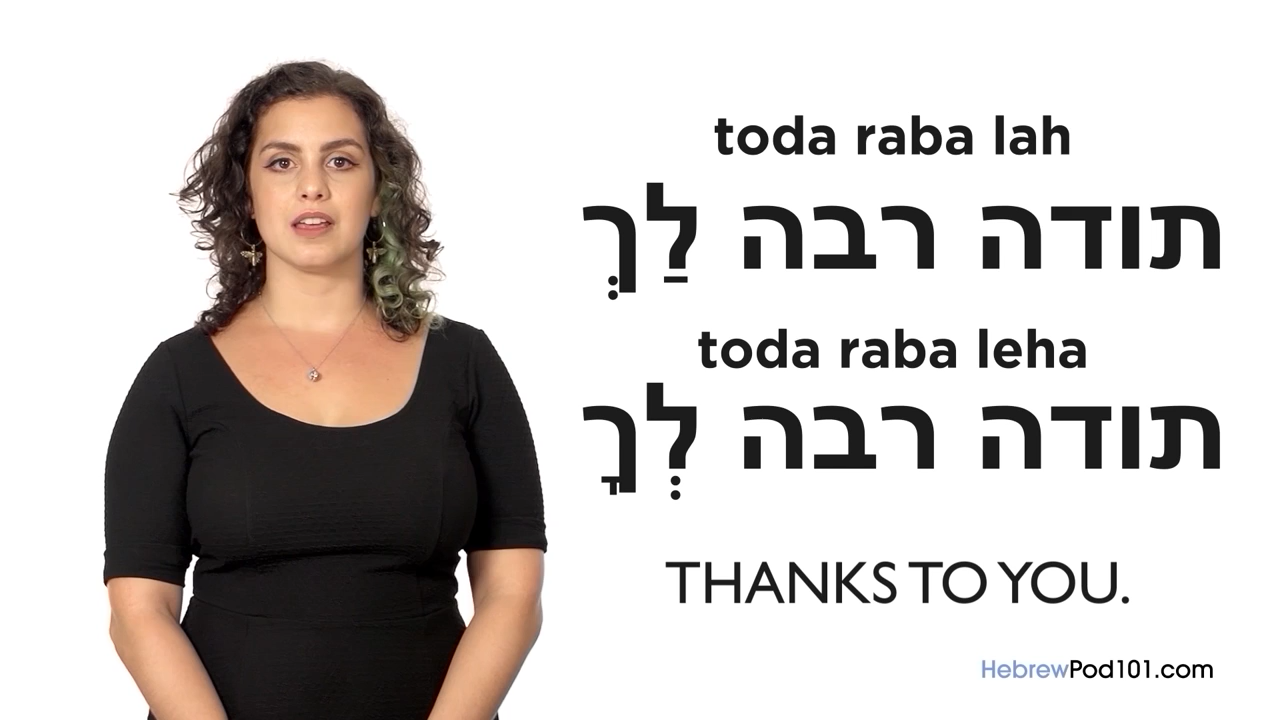 toda raba lah
תודה רבה לַךְ
toda raba leha
תודה רבה לְךָ
THANKS TO YOU.
HebrewPod101.com